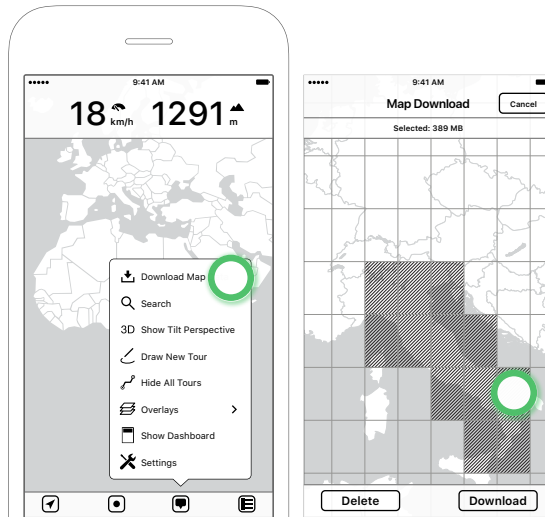 9:41 AM
18 km/h 1291 m
Download Map
Search
3D Show Tilt Perspective
Draw New Tour
Hide All Tours
Overlays
Show Dashboard
Settings
9:41 AM
Map Download Cancel
Selected: 389 MB
Delete Download